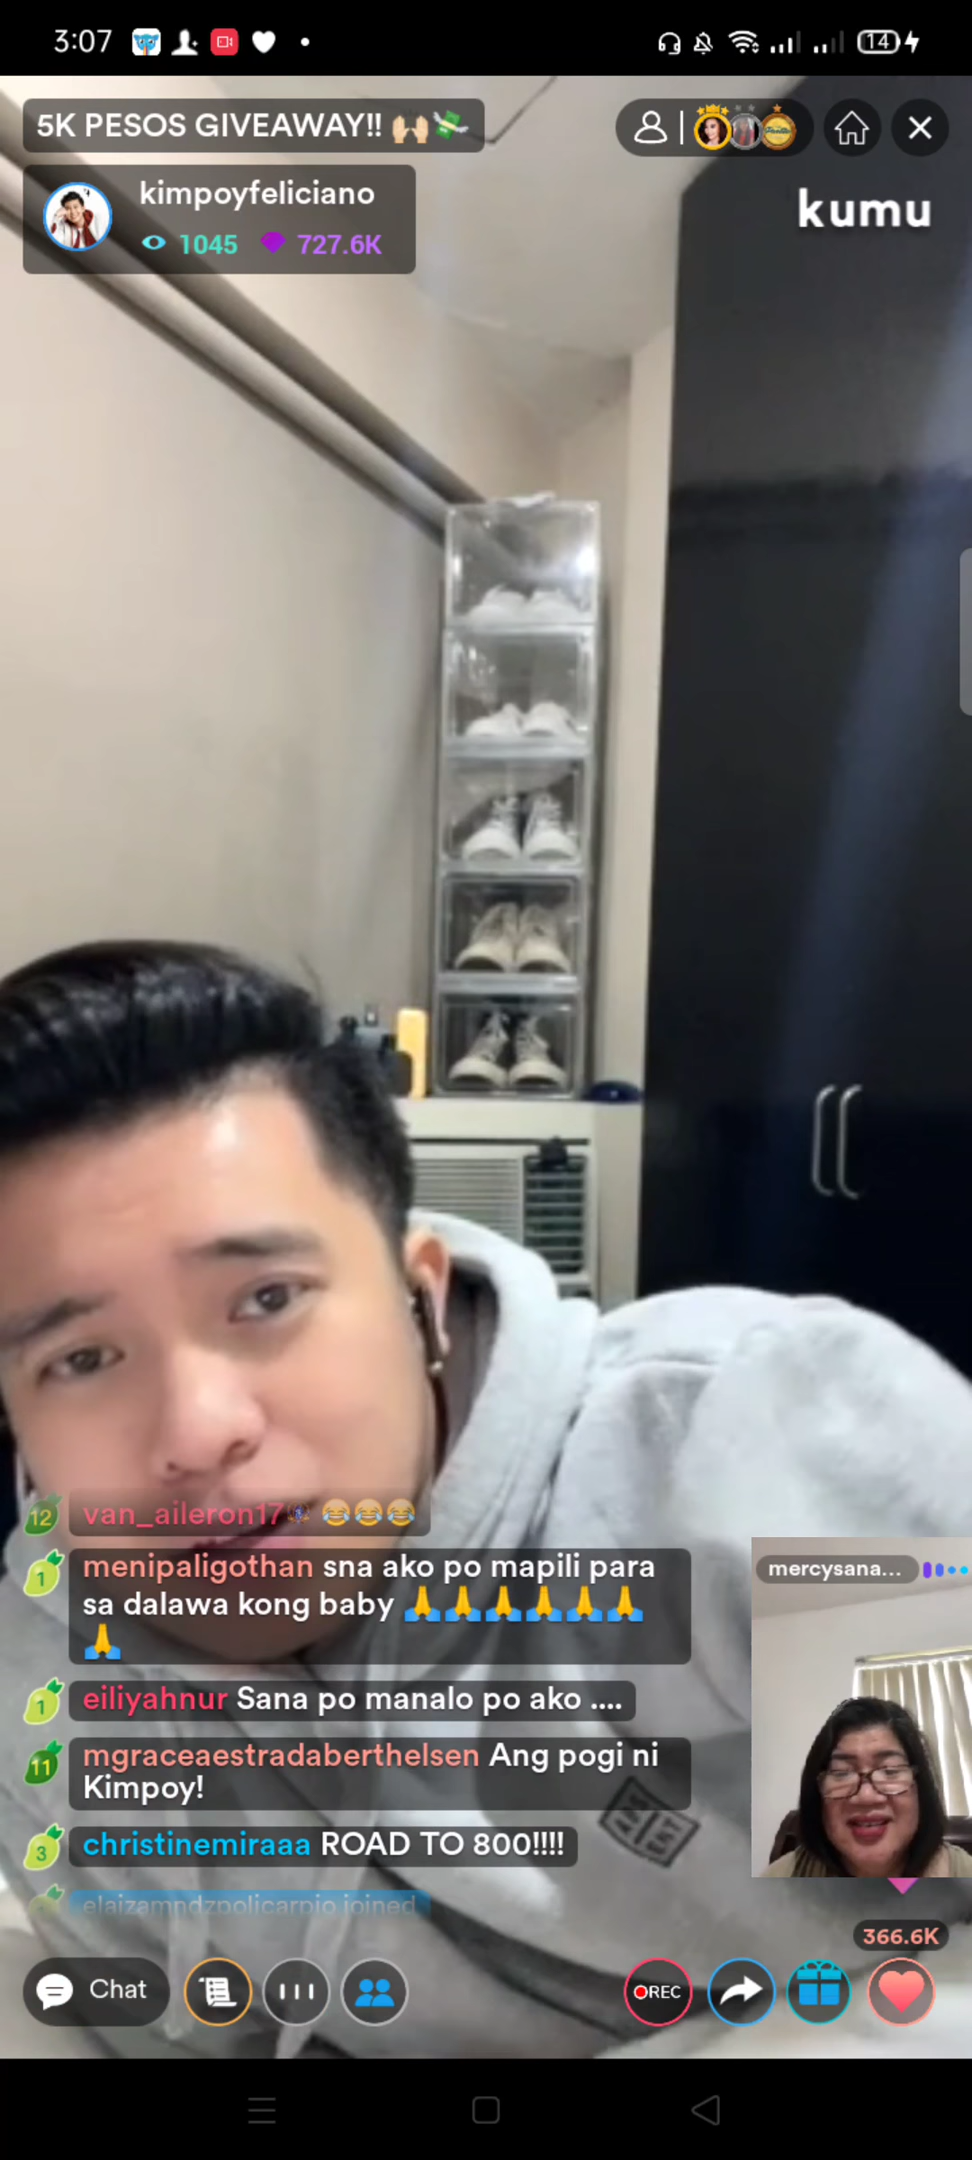 3:07
14
5K PESOS GIVEAWAY!! 🙌🏻💸
kimpoyfeliciano
1045 727.6K
kumu
12 van_aileron17 😂😂😂
1 menipaligothan sna ako po mapili para
sa dalawa kong baby 🙏🙏🙏🙏🙏🙏
🙏
mercysana...
1 eiliyahnur Sana po manalo po ako ....
11 mgraceaestradaberthelsen Ang pogi ni
Kimpoy!
3 christinemiraaa ROAD TO 800!!!!
elaizamndzpolicarpio joined
366.6K
Chat
REC